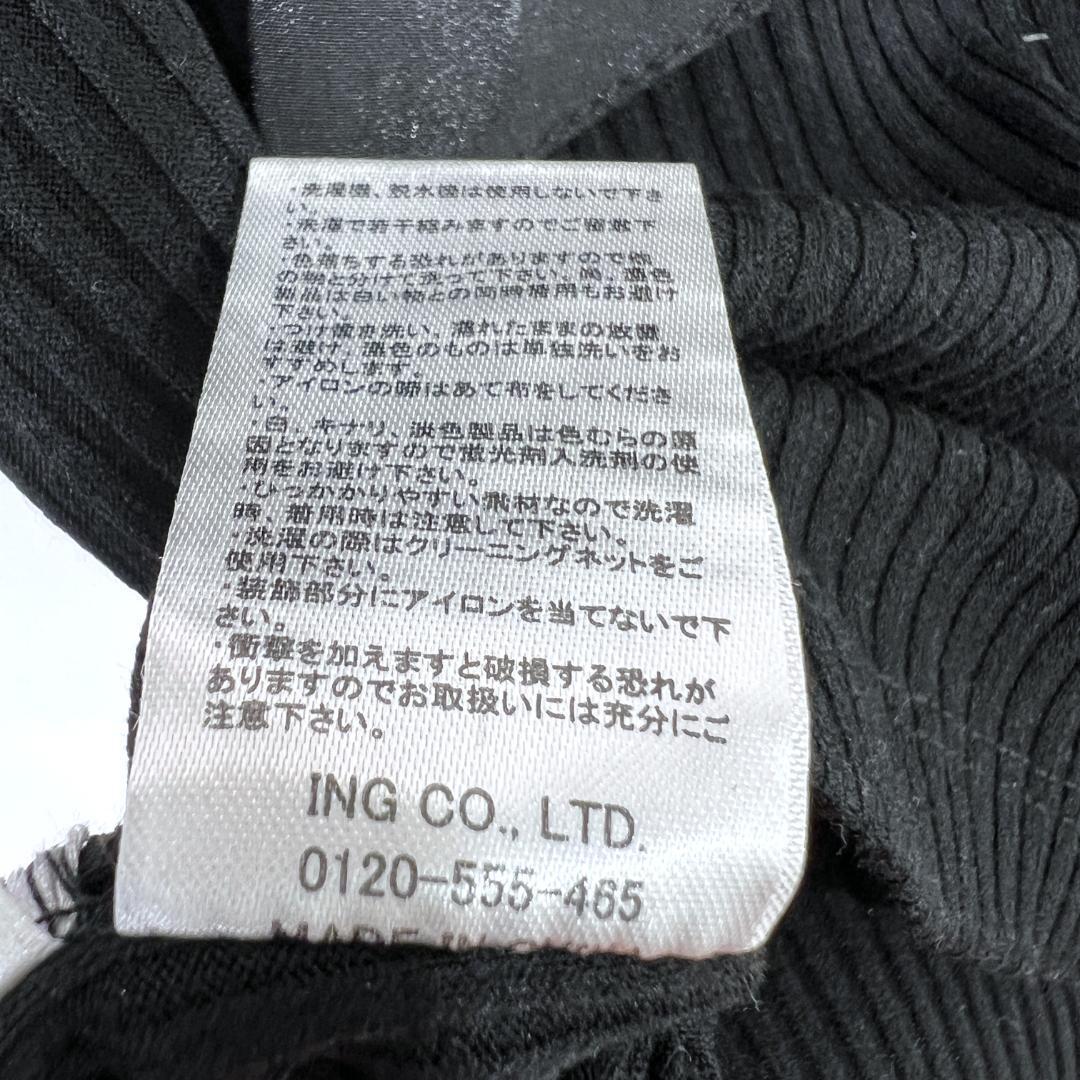 ・洗濯機、脱水機は使用しないで下さ
い。
・洗濯で若干縮みますのでご留意下
さい。
・色落ちする恐れがありますので他
の物と分けて洗って下さい。尚、濃色
製品は白い物との同時着用もお避け
下さい。
・つけ置き洗い、濡れたままの放置
は避け、濃色のものは単独洗いをお
すすめします。
・アイロンの際はあて布をしてくださ
い。
・白、キナリ、淡色製品は色むらの原
因となりますので蛍光剤入洗剤の使
用をお避け下さい。
・ひっかかりやすい素材なので洗濯
時、着用時は注意して下さい。
・洗濯の際はクリーニングネットをご
使用下さい。
・装飾部分にアイロンを当てないで下
さい。
・衝撃を加えますと破損する恐れが
ありますのでお取扱いには充分にご
注意下さい。
ING CO., LTD.
0120-555-465
MADE IN